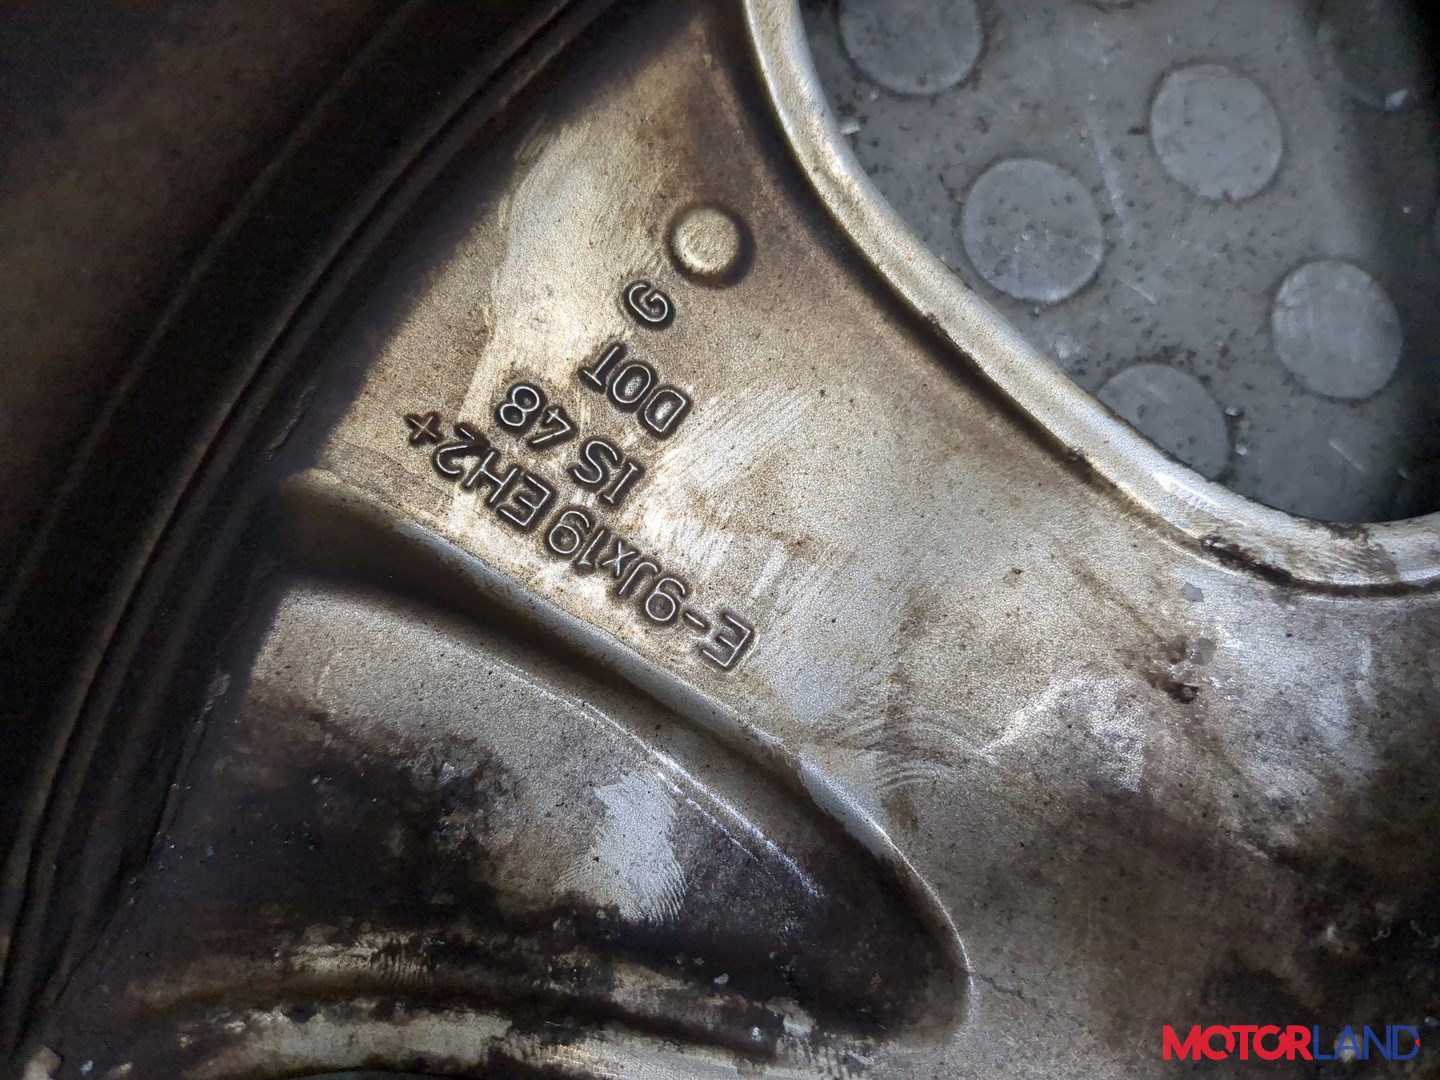 E-9Jx19 EH2+
IS 48
DOT
G
MOTORLAND